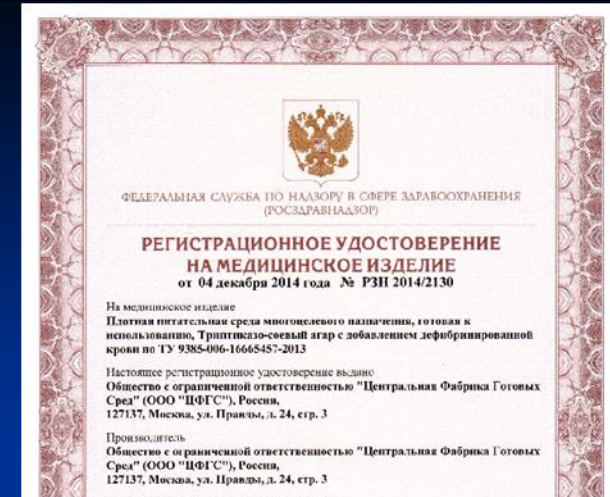 ФЕДЕРАЛЬНАЯ СЛУЖБА ПО НАДЗОРУ В СФЕРЕ ЗДРАВООХРАНЕНИЯ
(РОСЗДРАВНАДЗОР)
РЕГИСТРАЦИОННОЕ УДОСТОВЕРЕНИЕ
НА МЕДИЦИНСКОЕ ИЗДЕЛИЕ
от 04 декабря 2014 года № РЗН 2014/2130
На медицинское изделие
Плотная питательная среда многоцелевого назначения, готовая к
использованию, Триптиказо-соевый агар с добавлением дефибринированной
крови по ТУ 9385-006-16665457-2013
Настоящее регистрационное удостоверение выдано
Общество с ограниченной ответственностью "Центральная Фабрика Готовых
Сред" (ООО "ЦФГС"), Россия,
127137, Москва, ул. Правды, д. 24, стр. 3
Производитель
Общество с ограниченной ответственностью "Центральная Фабрика Готовых
Сред" (ООО "ЦФГС"), Россия,
127137, Москва, ул. Правды, д. 24, стр. 3